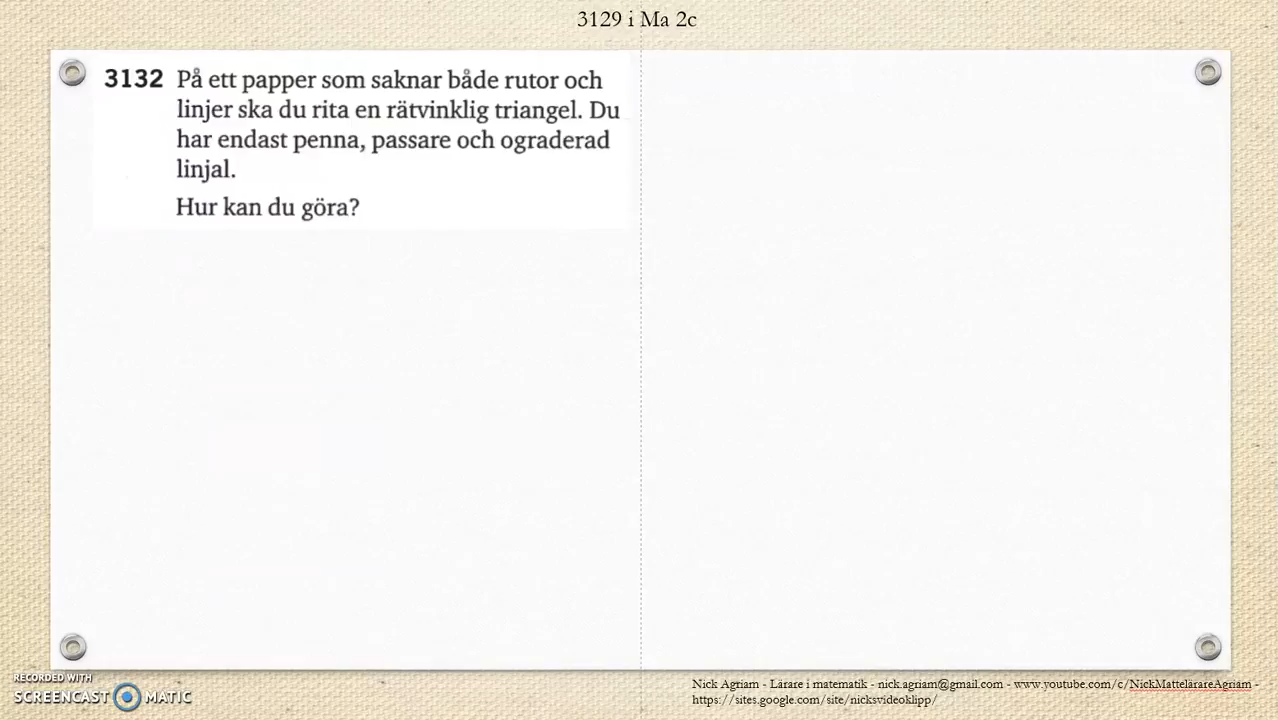 3129 i Ma 2c
3132 På ett papper som saknar både rutor och
linjer ska du rita en rätvinklig triangel. Du
har endast penna, passare och ograderad
linjal.
Hur kan du göra?
RECORDED WITH
SCREENCAST MATIC
Nick Agriam - Lärare i matematik - nick.agriam@gmail.com - www.youtube.com/c/NickMattelärareAgriam -
https://sites.google.com/site/nicksvideoklipp/